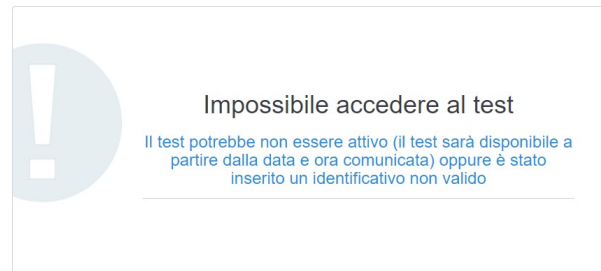 Impossibile accedere al test
Il test potrebbe non essere attivo (il test sarà disponibile a
partire dalla data e ora comunicata) oppure è stato
inserito un identificativo non valido